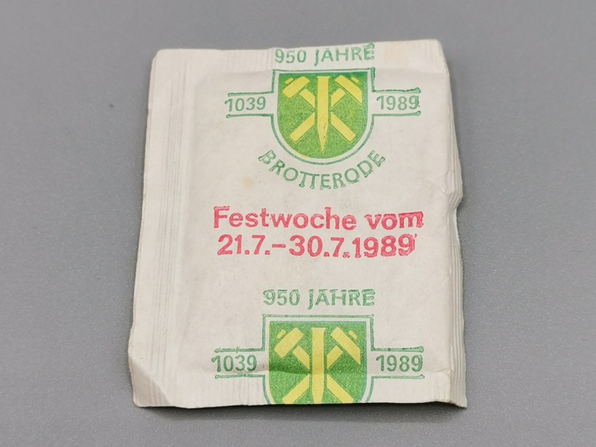 950 JAHRE
1039 1989
BROTTERODE
Festwoche vom
21.7.-30.7.1989
950 JAHRE
1039 1989